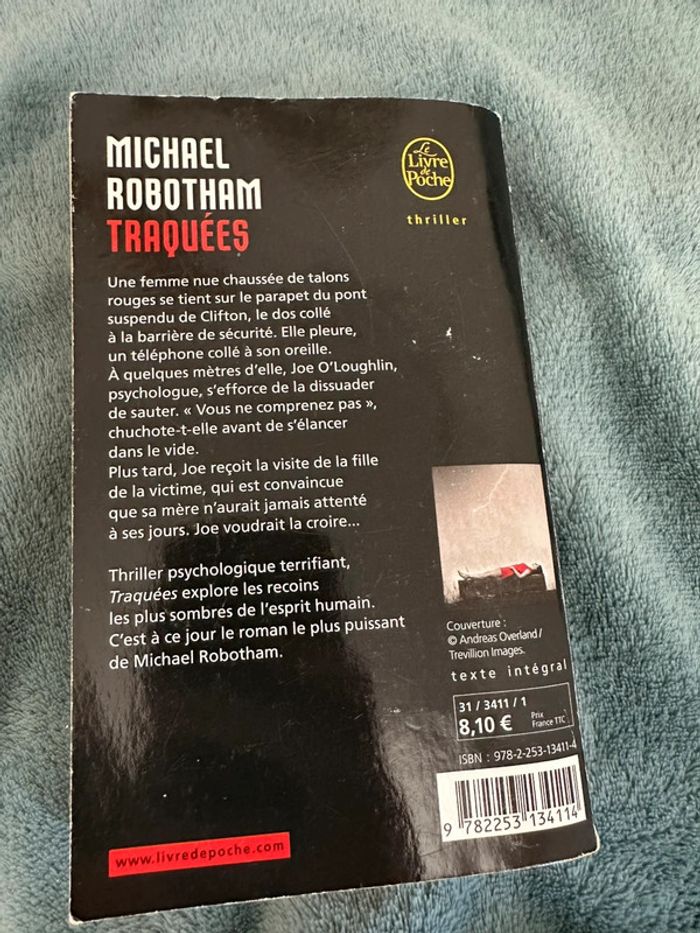 MICHAEL
ROBOTHAM
TRAQUÉES
Le
Livre
de
Poche
thriller
Une femme nue chaussée de talons
rouges se tient sur le parapet du pont
suspendu de Clifton, le dos collé
à la barrière de sécurité. Elle pleure,
un téléphone collé à son oreille.
À quelques mètres d'elle, Joe O'Loughlin,
psychologue, s'efforce de la dissuader
de sauter. « Vous ne comprenez pas »,
chuchote-t-elle avant de s'élancer
dans le vide.
Plus tard, Joe reçoit la visite de la fille
de la victime, qui est convaincue
que sa mère n'aurait jamais attenté
à ses jours. Joe voudrait la croire...
Thriller psychologique terrifiant,
Traquées explore les recoins
les plus sombres de l'esprit humain.
C'est à ce jour le roman le plus puissant
de Michael Robotham.
Couverture :
© Andreas Overland /
Trevillion Images.
texte intégral
31 / 3411 / 1
8,10 € Prix
France TTC
ISBN : 978-2-253-13411-4
9 782253 134114
www.livredepoche.com